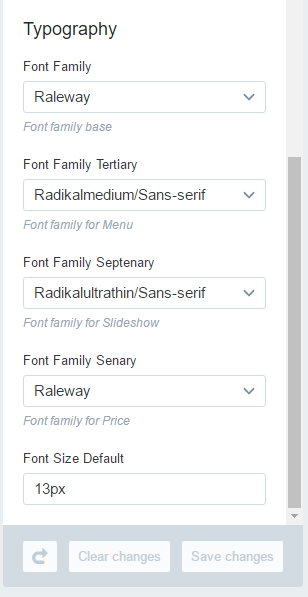 Typography
Font Family
Raleway
Font family base
Font Family Tertiary
Radikalmedium/Sans-serif
Font family for Menu
Font Family Septenary
Radikalultrathin/Sans-serif
Font family for Slideshow
Font Family Senary
Raleway
Font family for Price
Font Size Default
13px
Clear changes Save changes